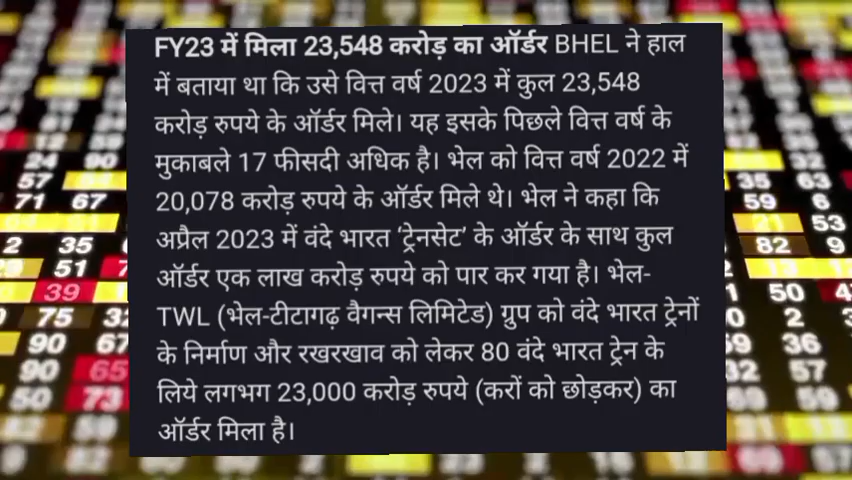 FY23 में मिला 23,548 करोड़ का ऑर्डर BHEL ने हाल
में बताया था कि उसे वित्त वर्ष 2023 में कुल 23,548
करोड़ रुपये के ऑर्डर मिले। यह इसके पिछले वित्त वर्ष के
मुकाबले 17 फीसदी अधिक है। भेल को वित्त वर्ष 2022 में
20,078 करोड़ रुपये के ऑर्डर मिले थे। भेल ने कहा कि
अप्रैल 2023 में वंदे भारत ‘ट्रेनसेट’ के ऑर्डर के साथ कुल
ऑर्डर एक लाख करोड़ रुपये को पार कर गया है। भेल-
TWL (भेल-टीटागढ़ वैगन्स लिमिटेड) ग्रुप को वंदे भारत ट्रेनों
के निर्माण और रखरखाव को लेकर 80 वंदे भारत ट्रेन के
लिये लगभग 23,000 करोड़ रुपये (करों को छोड़कर) का
ऑर्डर मिला है।